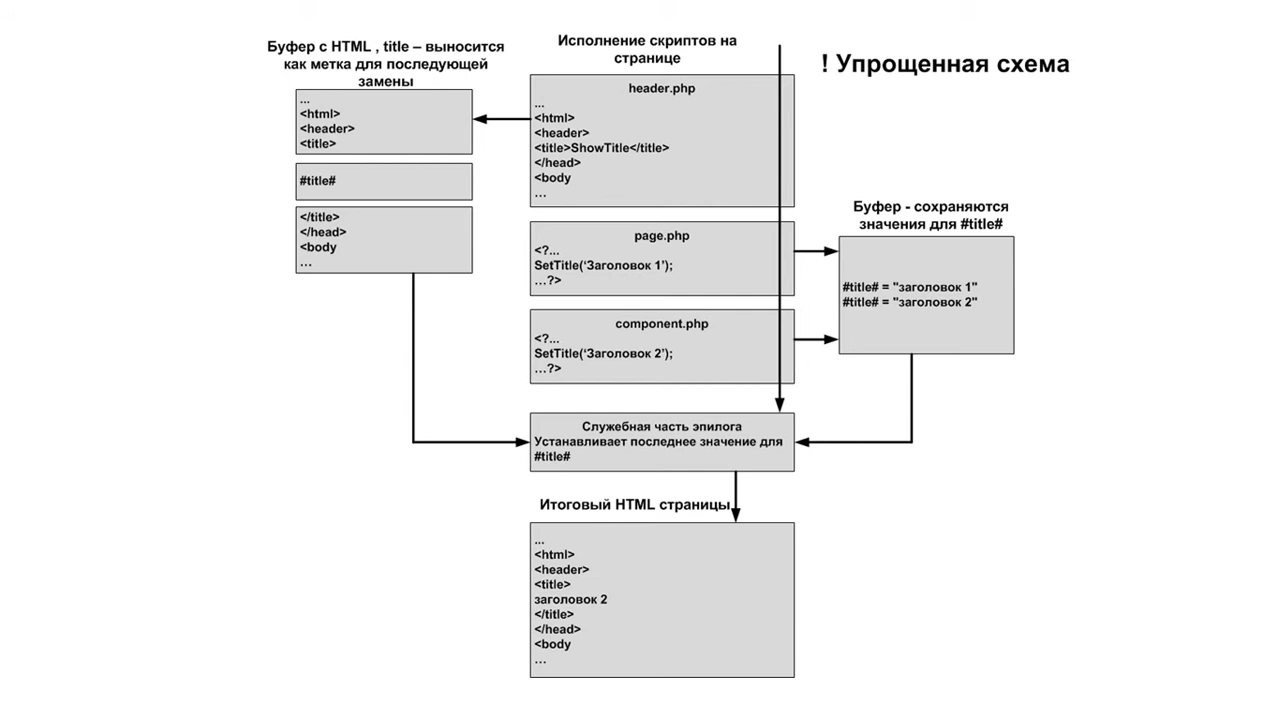 Буфер с HTML , title – выносится
как метка для последующей
замены
...
<html>
<header>
<title>
#title#
</title>
</head>
<body
…
Исполнение скриптов на
странице
header.php
...
<html>
<header>
<title>ShowTitle</title>
</head>
<body
…
page.php
<?...
SetTitle(‘Заголовок 1’);
…?>
component.php
<?...
SetTitle(‘Заголовок 2’);
…?>
! Упрощенная схема
Буфер - сохраняются
значения для #title#
#title# = "заголовок 1"
#title# = "заголовок 2"
Служебная часть эпилога
Устанавливает последнее значение для
#title#
Итоговый HTML страницы
...
<html>
<header>
<title>
заголовок 2
</title>
</head>
<body
…